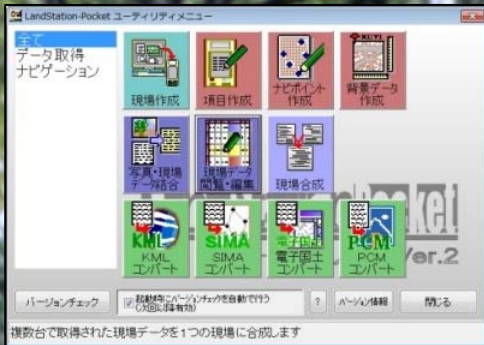 LandStation-Pocket ユーティリティメニュー
全て
データ取得
ナビゲーション
現場作成
項目作成
ナビポイント
作成
背景データ
作成
写真・現場
データ結合
現場データ
閲覧・編集
現場合成
KML
KML
コンバート
SIMA
SIMA
コンバート
電子国土
電子国土
コンバート
PCM
PCM
コンバート
Pocket
Ver.2
バージョンチェック
起動時にバージョンチェックを自動で行う
(次回以降有効)
?
バージョン情報
閉じる
複数台で取得された現場データを1つの現場に合成します